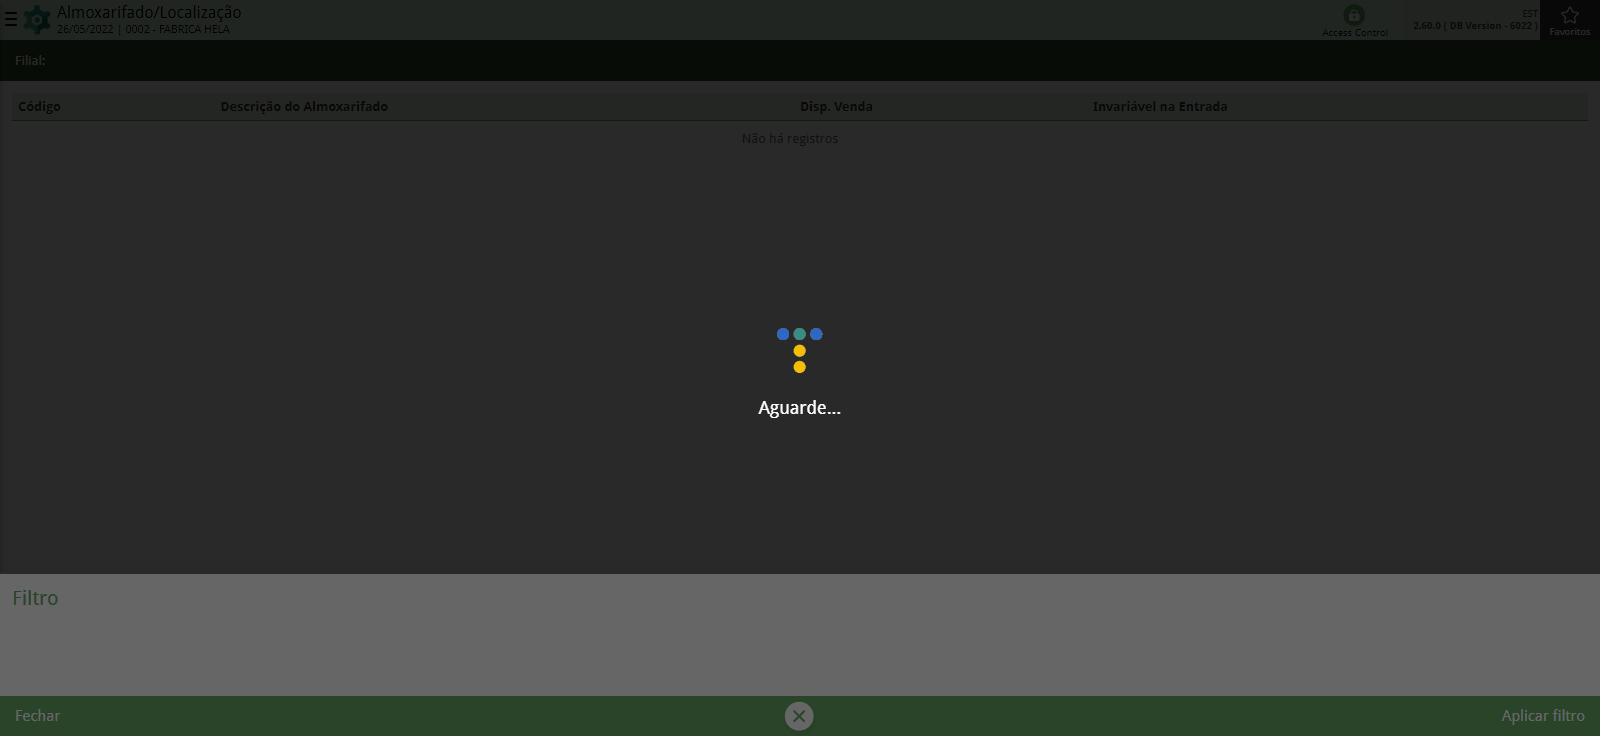 Almoxarifado/Localização
26/05/2022 | 0002 - FABRICA HELA
Access Control
EST
2.60.0 ( DB Version - 6022 )
Favoritos
Filial:
Código Descrição do Almoxarifado Disp. Venda Invariável na Entrada
Não há registros
Aguarde...
Filtro
Fechar
Aplicar filtro